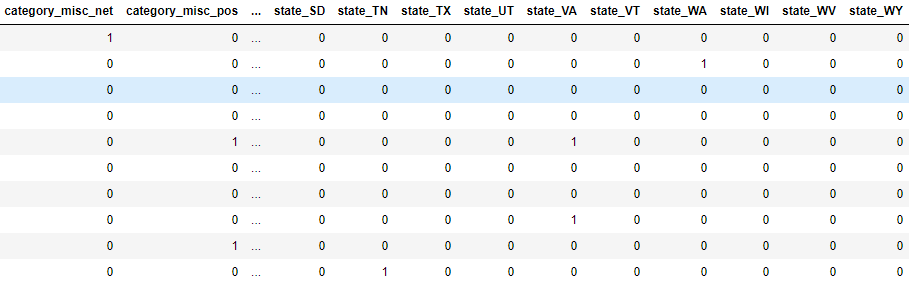 category_misc_net category_misc_pos ... state_SD state_TN state_TX state_UT state_VA state_VT state_WA state_WI state_WV state_WY
1 0 ... 0 0 0 0 0 0 0 0 0 0
0 0 ... 0 0 0 0 0 0 1 0 0 0
0 0 ... 0 0 0 0 0 0 0 0 0 0
0 0 ... 0 0 0 0 0 0 0 0 0 0
0 1 ... 0 0 0 0 1 0 0 0 0 0
0 0 ... 0 0 0 0 0 0 0 0 0 0
0 0 ... 0 0 0 0 0 0 0 0 0 0
0 0 ... 0 0 0 0 1 0 0 0 0 0
0 1 ... 0 0 0 0 0 0 0 0 0 0
0 0 ... 0 1 0 0 0 0 0 0 0 0